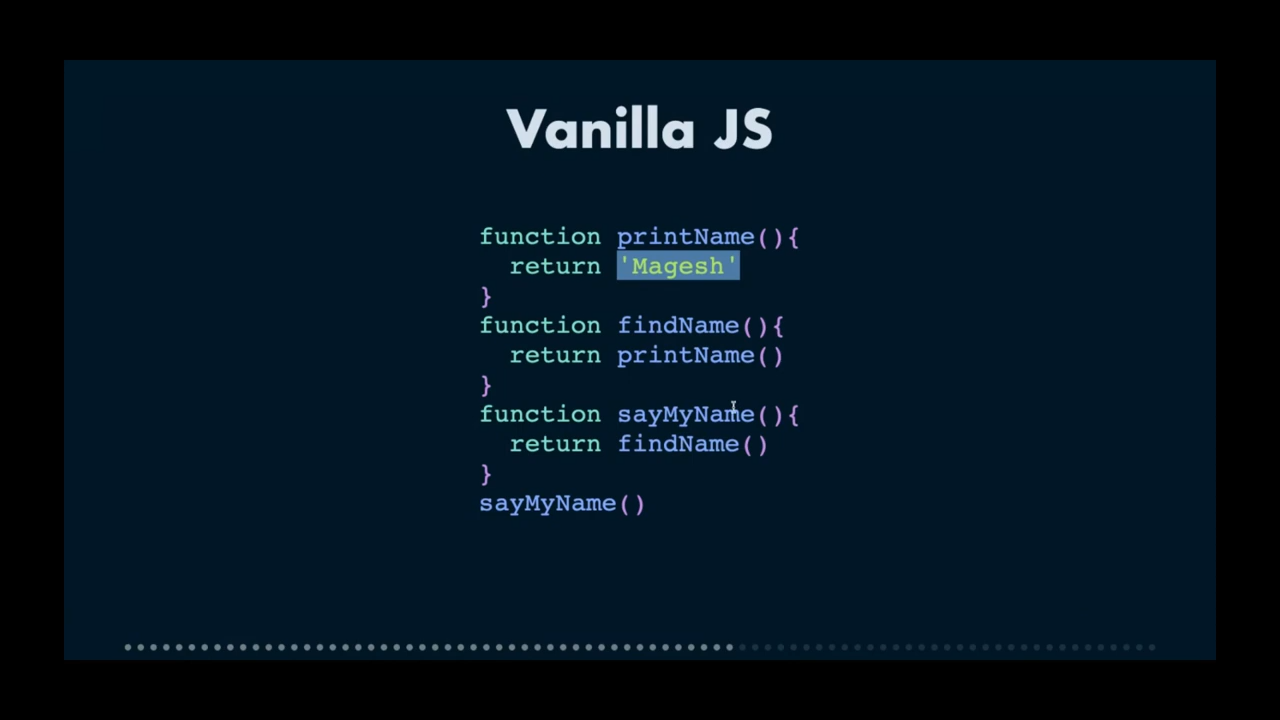 Vanilla JS
function printName(){
  return 'Magesh'
}
function findName(){
  return printName()
}
function sayMyName(){
  return findName()
}
sayMyName()